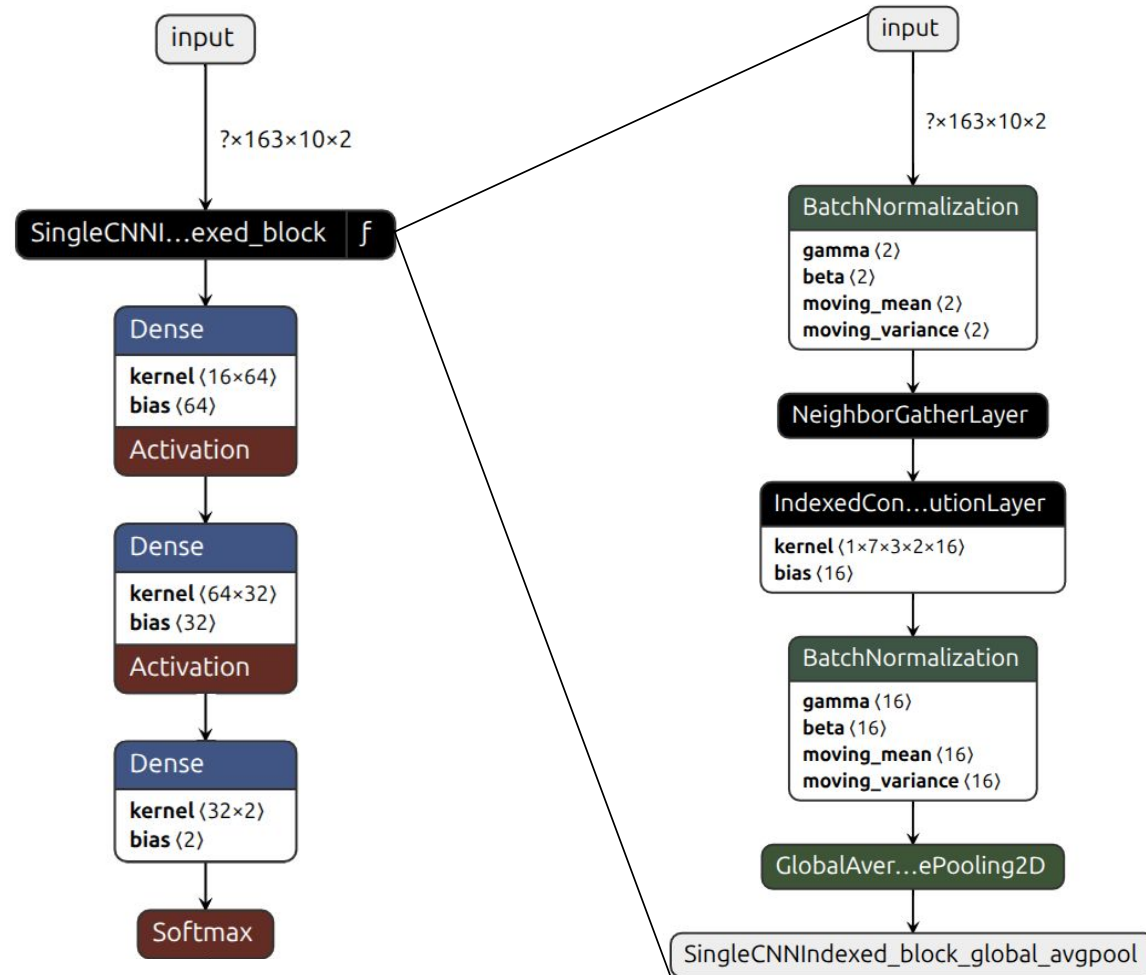 input
?×163×10×2
SingleCNNI...exed_block ƒ
Dense
kernel ⟨16×64⟩
bias ⟨64⟩
Activation
Dense
kernel ⟨64×32⟩
bias ⟨32⟩
Activation
Dense
kernel ⟨32×2⟩
bias ⟨2⟩
Softmax
input
?×163×10×2
BatchNormalization
gamma ⟨2⟩
beta ⟨2⟩
moving_mean ⟨2⟩
moving_variance ⟨2⟩
NeighborGatherLayer
IndexedCon...utionLayer
kernel ⟨1×7×3×2×16⟩
bias ⟨16⟩
BatchNormalization
gamma ⟨16⟩
beta ⟨16⟩
moving_mean ⟨16⟩
moving_variance ⟨16⟩
GlobalAver...ePooling2D
SingleCNNIndexed_block_global_avgpool